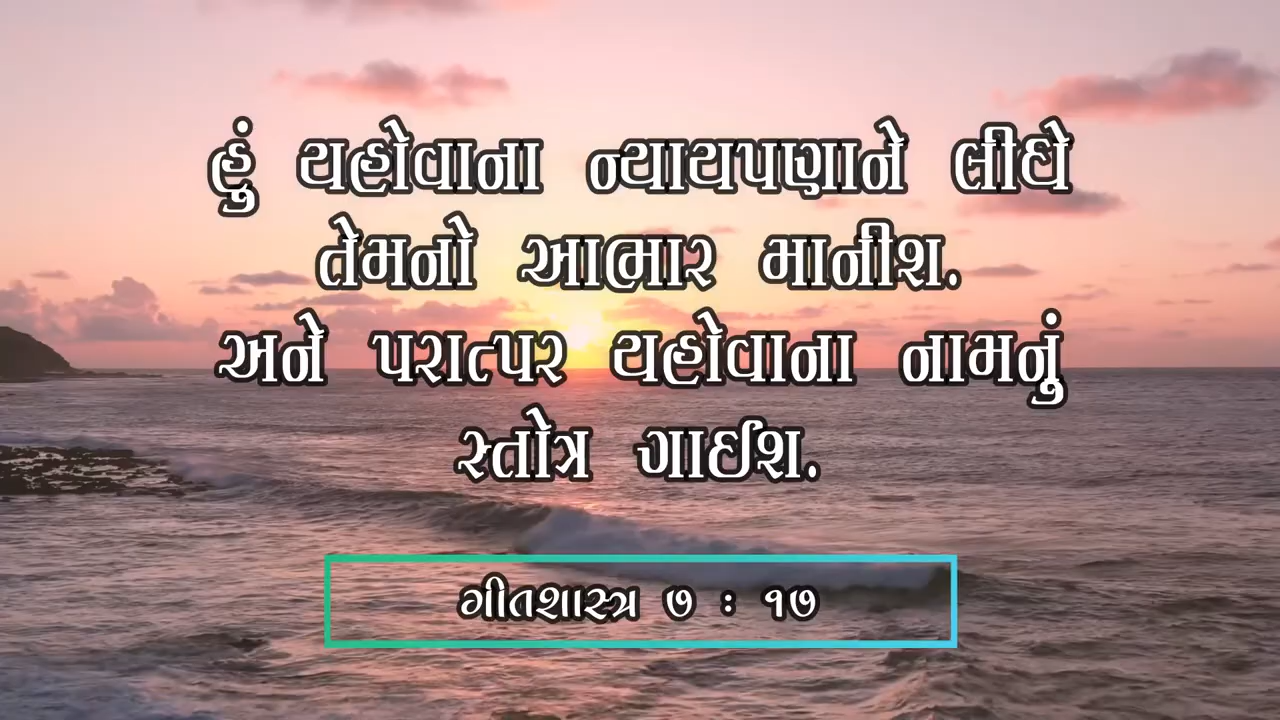 હું યહોવાના ન્યાયપણાને લીધે
તેમનો આભાર માનીશ.
અને પરાત્પર યહોવાના નામનું
સ્તોત્ર ગાઈશ.
ગીતશાસ્ત્ર ૭ : ૧૭